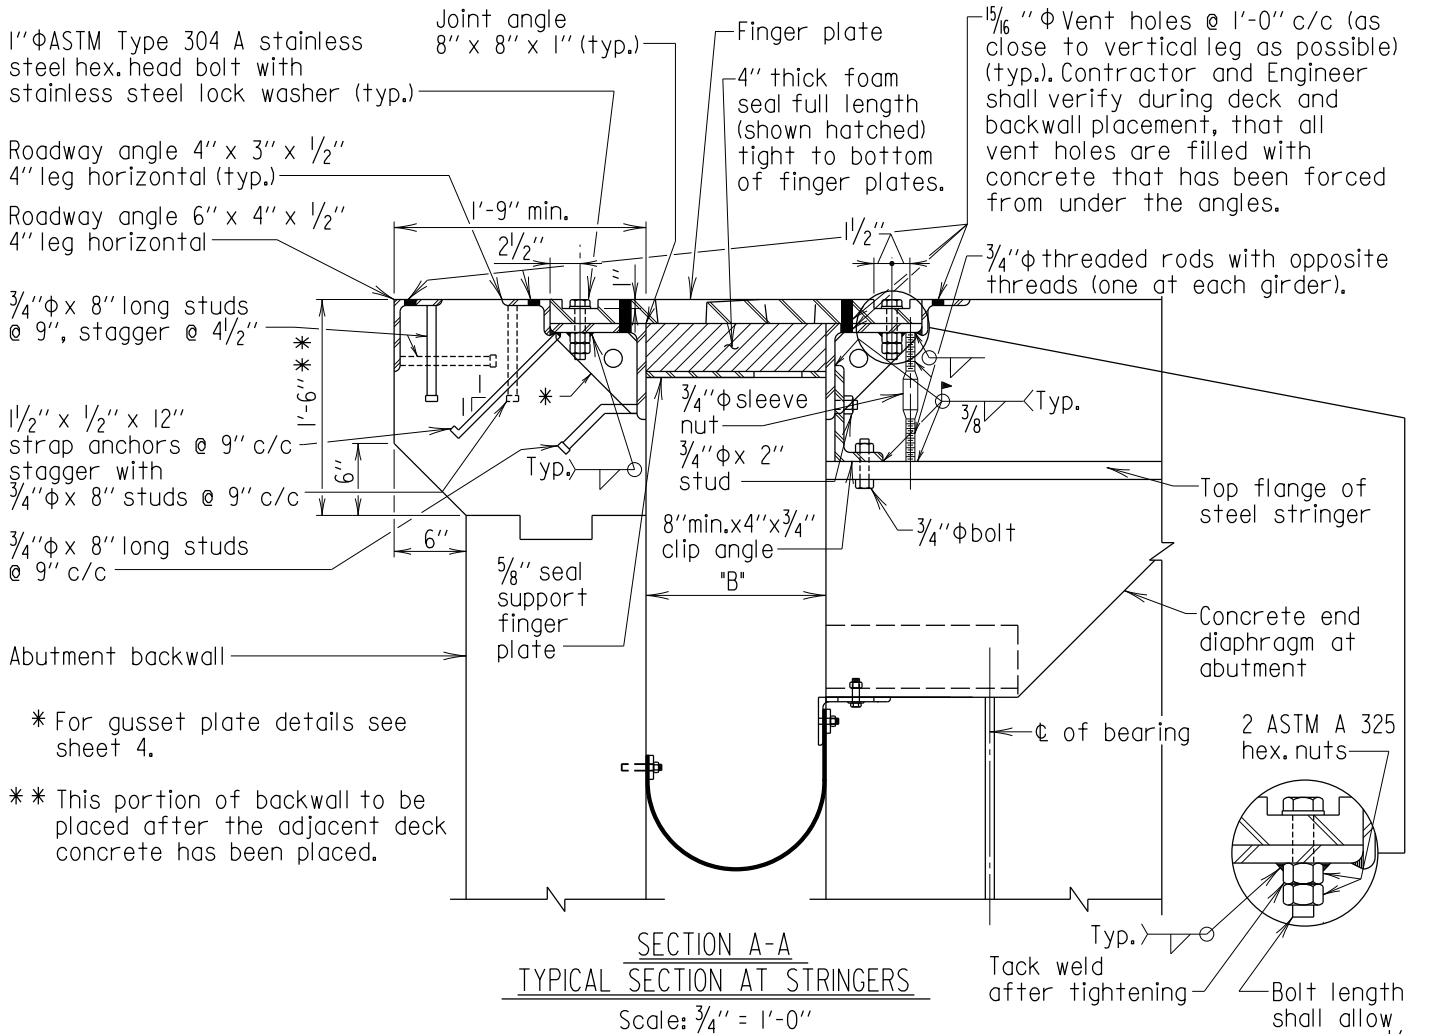 1"ΦASTM Type 304 A stainless
steel hex. head bolt with
stainless steel lock washer (typ.)
Joint angle
8" x 8" x 1" (typ.)
Finger plate
4" thick foam
seal full length
(shown hatched)
tight to bottom
of finger plates.
15/16 "Φ Vent holes @ 1'-0" c/c (as
close to vertical leg as possible)
(typ.). Contractor and Engineer
shall verify during deck and
backwall placement, that all
vent holes are filled with
concrete that has been forced
from under the angles.
Roadway angle 4" x 3" x 1/2"
4" leg horizontal (typ.)
Roadway angle 6" x 4" x 1/2"
4" leg horizontal
1'-9" min.
2 1/2"
1"
1 1/2"
3/4"Φ threaded rods with opposite
threads (one at each girder).
3/4"Φ x 8" long studs
@ 9", stagger @ 4 1/2"
1'-6" * *
1
1
*
3/4"Φ sleeve
nut
3/8
Typ.
1 1/2" x 1/2" x 12"
strap anchors @ 9" c/c
stagger with
3/4"Φ x 8" studs @ 9" c/c
6"
Typ.
3/4"Φ x 2"
stud
Top flange of
steel stringer
3/4"Φ x 8" long studs
@ 9" c/c
6"
5/8" seal
support
finger
plate
8" min.x4"x3/4"
clip angle
3/4"Φ bolt
"B"
Concrete end
diaphragm at
abutment
Abutment backwall
* For gusset plate details see
sheet 4.
℄ of bearing
2 ASTM A 325
hex. nuts
* * This portion of backwall to be
placed after the adjacent deck
concrete has been placed.
Typ.
Tack weld
after tightening
Bolt length
shall allow
SECTION A-A
TYPICAL SECTION AT STRINGERS
Scale: 3/4" = 1'-0"